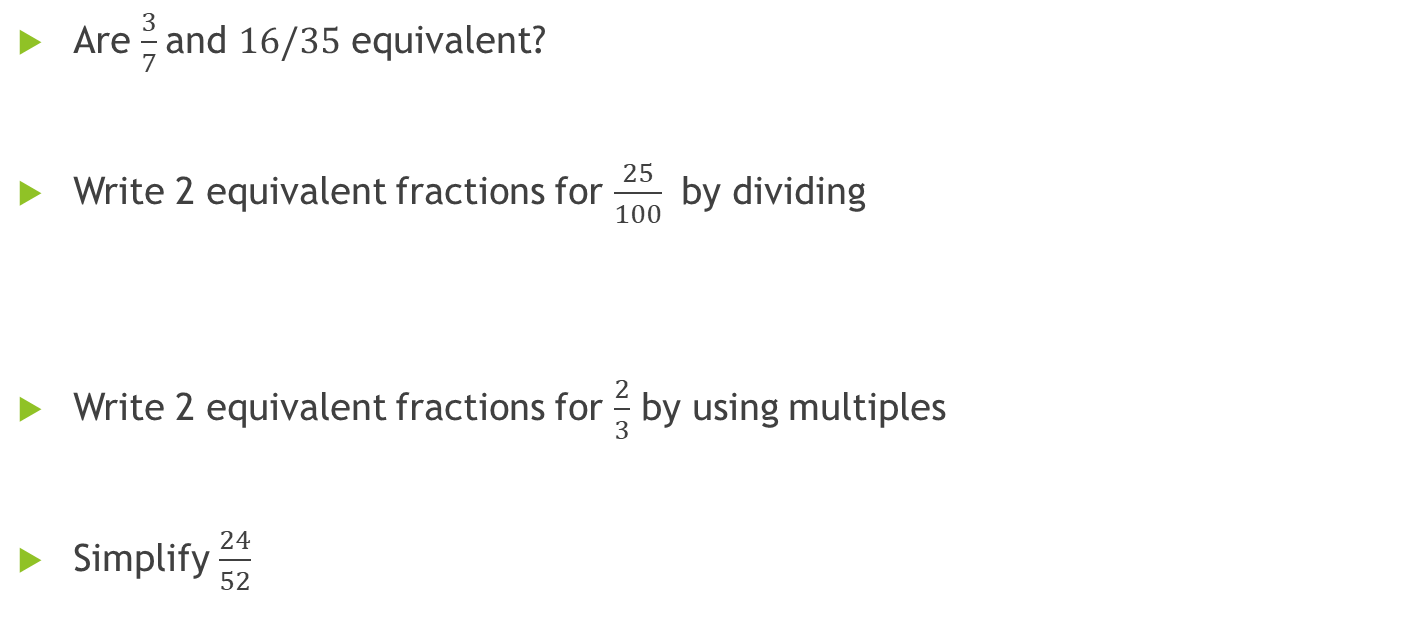 Are 3/7 and 16/35 equivalent?
Write 2 equivalent fractions for 25/100 by dividing
Write 2 equivalent fractions for 2/3 by using multiples
Simplify 24/52